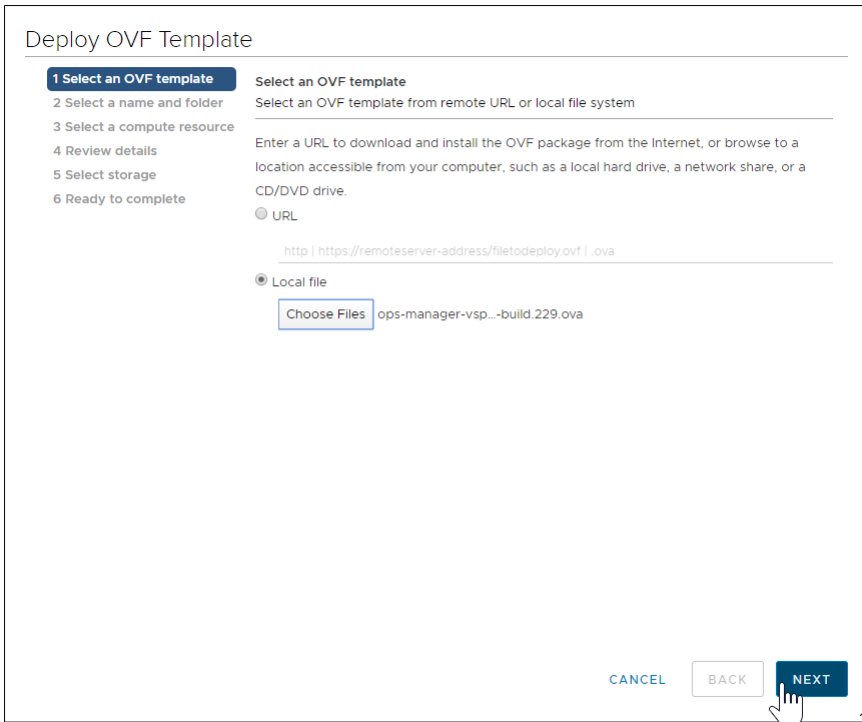 Deploy OVF Template
1 Select an OVF template
2 Select a name and folder
3 Select a compute resource
4 Review details
5 Select storage
6 Ready to complete
Select an OVF template
Select an OVF template from remote URL or local file system
Enter a URL to download and install the OVF package from the Internet, or browse to a
location accessible from your computer, such as a local hard drive, a network share, or a
CD/DVD drive.
URL
http | https://remoteserver-address/filetodeploy.ovf | .ova
Local file
Choose Files ops-manager-vsp...-build.229.ova
CANCEL BACK NEXT